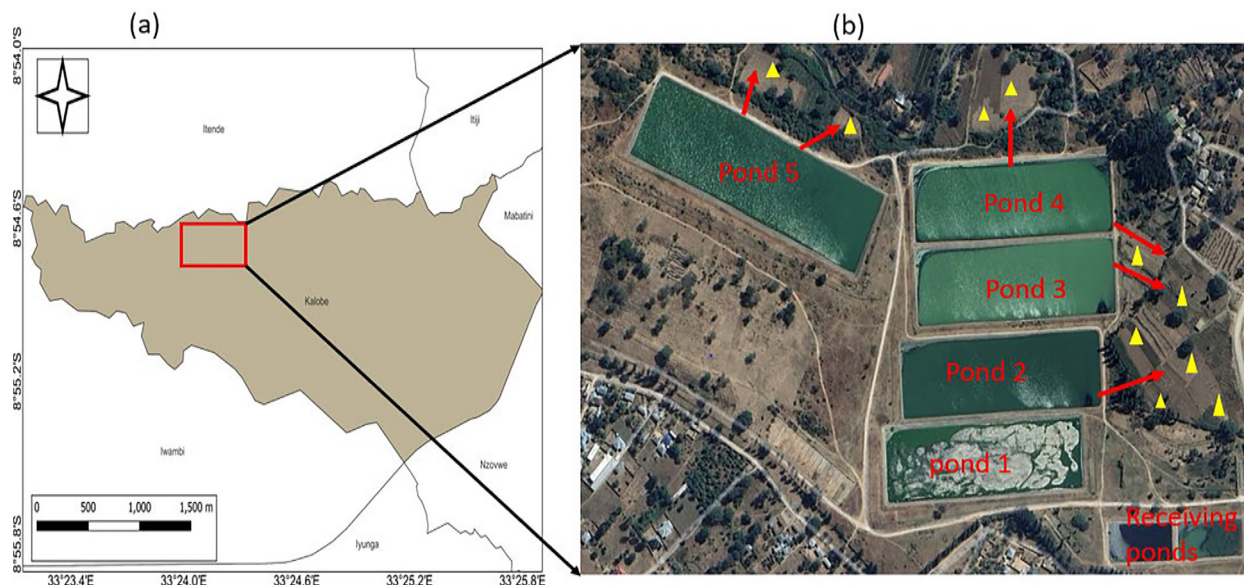 (a)
(b)
8°54.0'S
8°54.6'S
8°55.2'S
8°55.8'S
Itende
Itiji
Mabatini
Kalobe
Iwambi
Nzovwe
Iyunga
0 500 1,000 1,500 m
33°23.4'E 33°24.0'E 33°24.6'E 33°25.2'E 33°25.8'E
Pond 5
Pond 4
Pond 3
Pond 2
pond 1
Receiving
ponds